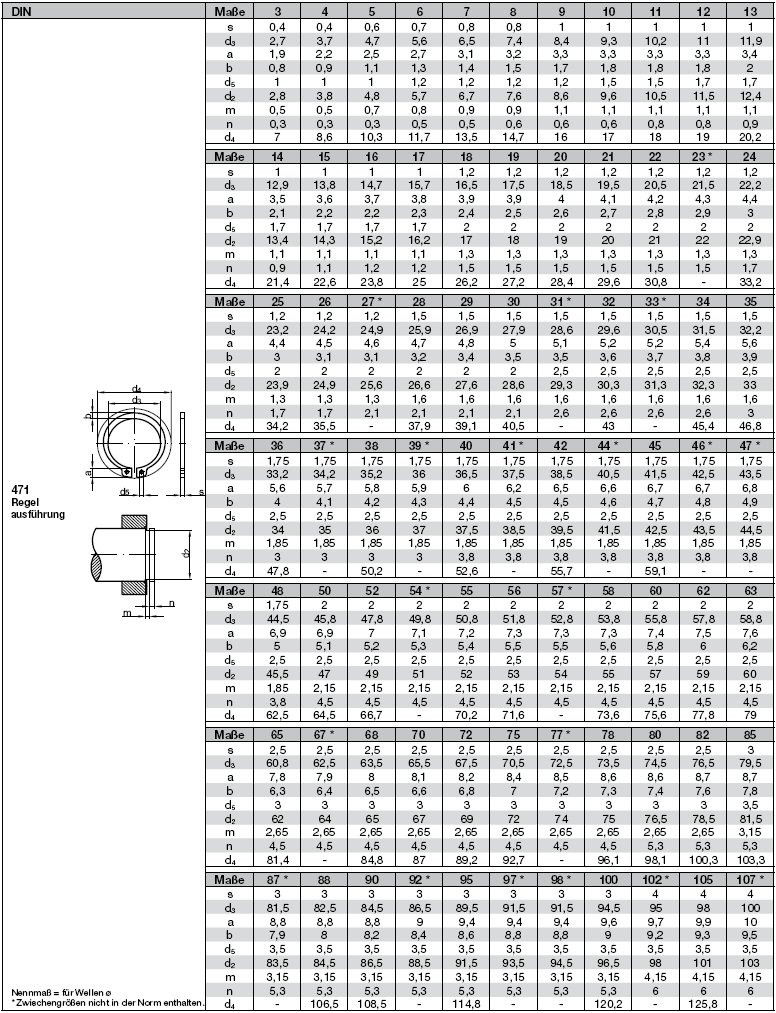 DIN
Maße 3 4 5 6 7 8 9 10 11 12 13
s 0,4 0,4 0,6 0,7 0,8 0,8 1 1 1 1 1
d3 2,7 3,7 4,7 5,6 6,5 7,4 8,4 9,3 10,2 11 11,9
a 1,9 2,2 2,5 2,7 3,1 3,2 3,3 3,3 3,3 3,3 3,4
b 0,8 0,9 1,1 1,3 1,4 1,5 1,7 1,8 1,8 1,8 2
d5 1 1 1 1,2 1,2 1,2 1,2 1,5 1,5 1,7 1,7
d2 2,8 3,8 4,8 5,7 6,7 7,6 8,6 9,6 10,5 11,5 12,4
m 0,5 0,5 0,7 0,8 0,9 0,9 1,1 1,1 1,1 1,1 1,1
n 0,3 0,3 0,3 0,5 0,5 0,6 0,6 0,6 0,8 0,8 0,9
d4 7 8,6 10,3 11,7 13,5 14,7 16 17 18 19 20,2
Maße 14 15 16 17 18 19 20 21 22 23 * 24
s 1 1 1 1 1,2 1,2 1,2 1,2 1,2 1,2 1,2
d3 12,9 13,8 14,7 15,7 16,5 17,5 18,5 19,5 20,5 21,5 22,2
a 3,5 3,6 3,7 3,8 3,9 3,9 4 4,1 4,2 4,3 4,4
b 2,1 2,2 2,2 2,3 2,4 2,5 2,6 2,7 2,8 2,9 3
d5 1,7 1,7 1,7 1,7 2 2 2 2 2 2 2
d2 13,4 14,3 15,2 16,2 17 18 19 20 21 22 22,9
m 1,1 1,1 1,1 1,1 1,3 1,3 1,3 1,3 1,3 1,3 1,3
n 0,9 1,1 1,2 1,2 1,5 1,5 1,5 1,5 1,5 1,5 1,7
d4 21,4 22,6 23,8 25 26,2 27,2 28,4 29,6 30,8 - 33,2
Maße 25 26 27 * 28 29 30 31 * 32 33 * 34 35
s 1,2 1,2 1,2 1,5 1,5 1,5 1,5 1,5 1,5 1,5 1,5
d3 23,2 24,2 24,9 25,9 26,9 27,9 28,6 29,6 30,5 31,5 32,2
a 4,4 4,5 4,6 4,7 4,8 5 5,1 5,2 5,2 5,4 5,6
b 3 3,1 3,1 3,2 3,4 3,5 3,5 3,6 3,7 3,8 3,9
d5 2 2 2 2 2 2 2,5 2,5 2,5 2,5 2,5
d2 23,9 24,9 25,6 26,6 27,6 28,6 29,3 30,3 31,3 32,3 33
m 1,3 1,3 1,3 1,6 1,6 1,6 1,6 1,6 1,6 1,6 1,6
n 1,7 1,7 2,1 2,1 2,1 2,1 2,6 2,6 2,6 2,6 3
d4 34,2 35,5 - 37,9 39,1 40,5 - 43 - 45,4 46,8
d4
d3
b
a
d5
s
471
Regel
ausführung
d2
m
n
Maße 36 37 * 38 39 * 40 41 * 42 44 * 45 46 * 47 *
s 1,75 1,75 1,75 1,75 1,75 1,75 1,75 1,75 1,75 1,75 1,75
d3 33,2 34,2 35,2 36 36,5 37,5 38,5 40,5 41,5 42,5 43,5
a 5,6 5,7 5,8 5,9 6 6,2 6,5 6,6 6,7 6,7 6,8
b 4 4,1 4,2 4,3 4,4 4,5 4,5 4,6 4,7 4,8 4,9
d5 2,5 2,5 2,5 2,5 2,5 2,5 2,5 2,5 2,5 2,5 2,5
d2 34 35 36 37 37,5 38,5 39,5 41,5 42,5 43,5 44,5
m 1,85 1,85 1,85 1,85 1,85 1,85 1,85 1,85 1,85 1,85 1,85
n 3 3 3 3 3,8 3,8 3,8 3,8 3,8 3,8 3,8
d4 47,8 - 50,2 - 52,6 - 55,7 - 59,1 - -
Maße 48 50 52 54 * 55 56 57 * 58 60 62 63
s 1,75 2 2 2 2 2 2 2 2 2 2
d3 44,5 45,8 47,8 49,8 50,8 51,8 52,8 53,8 55,8 57,8 58,8
a 6,9 6,9 7 7,1 7,2 7,3 7,3 7,3 7,4 7,5 7,6
b 5 5,1 5,2 5,3 5,4 5,5 5,5 5,6 5,8 6 6,2
d5 2,5 2,5 2,5 2,5 2,5 2,5 2,5 2,5 2,5 2,5 2,5
d2 45,5 47 49 51 52 53 54 55 57 59 60
m 1,85 2,15 2,15 2,15 2,15 2,15 2,15 2,15 2,15 2,15 2,15
n 3,8 4,5 4,5 4,5 4,5 4,5 4,5 4,5 4,5 4,5 4,5
d4 62,5 64,5 66,7 - 70,2 71,6 - 73,6 75,6 77,8 79
Maße 65 67 * 68 70 72 75 77 * 78 80 82 85
s 2,5 2,5 2,5 2,5 2,5 2,5 2,5 2,5 2,5 2,5 3
d3 60,8 62,5 63,5 65,5 67,5 70,5 72,5 73,5 74,5 76,5 79,5
a 7,8 7,9 8 8,1 8,2 8,4 8,5 8,6 8,6 8,7 8,7
b 6,3 6,4 6,5 6,6 6,8 7 7,2 7,3 7,4 7,6 7,8
d5 3 3 3 3 3 3 3 3 3 3 3,5
d2 62 64 65 67 69 72 74 75 76,5 78,5 81,5
m 2,65 2,65 2,65 2,65 2,65 2,65 2,65 2,65 2,65 2,65 3,15
n 4,5 4,5 4,5 4,5 4,5 4,5 4,5 4,5 5,3 5,3 5,3
d4 81,4 - 84,8 87 89,2 92,7 - 96,1 98,1 100,3 103,3
Maße 87 * 88 90 92 * 95 97 * 98 * 100 102 * 105 107 *
s 3 3 3 3 3 3 3 3 4 4 4
d3 81,5 82,5 84,5 86,5 89,5 91,5 91,5 94,5 95 98 100
a 8,8 8,8 8,8 9 9,4 9,4 9,4 9,6 9,7 9,9 10
b 7,9 8 8,2 8,4 8,6 8,8 8,8 9 9,2 9,3 9,5
d5 3,5 3,5 3,5 3,5 3,5 3,5 3,5 3,5 3,5 3,5 3,5
d2 83,5 84,5 86,5 88,5 91,5 93,5 94,5 96,5 98 101 103
m 3,15 3,15 3,15 3,15 3,15 3,15 3,15 3,15 4,15 4,15 4,15
n 5,3 5,3 5,3 5,3 5,3 5,3 5,3 5,3 6 6 6
d4 - 106,5 108,5 - 114,8 - - 120,2 - 125,8 -
Nennmaß = für Wellen ø
* Zwischengrößen nicht in der Norm enthalten.